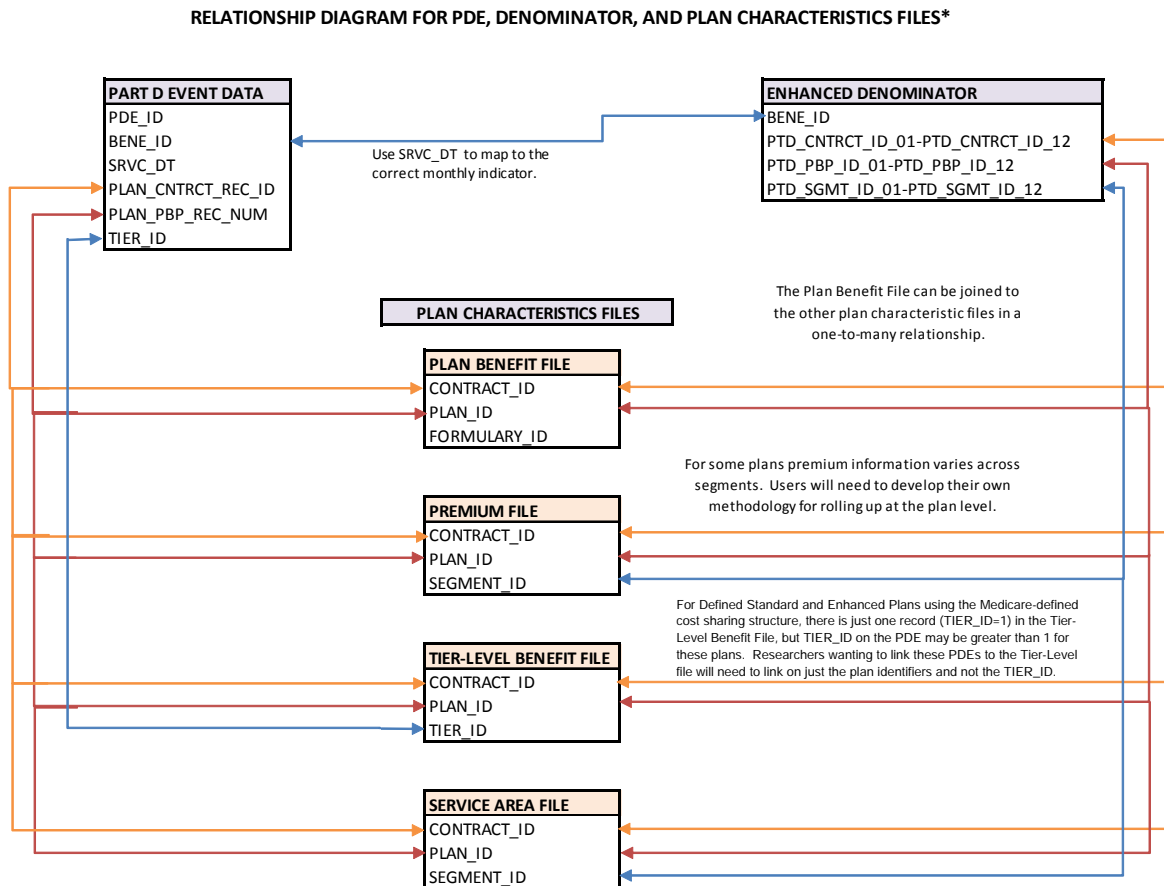 RELATIONSHIP DIAGRAM FOR PDE, DENOMINATOR, AND PLAN CHARACTERISTICS FILES*
PART D EVENT DATA
PDE_ID
BENE_ID
SRVC_DT
PLAN_CNTRCT_REC_ID
PLAN_PBP_REC_NUM
TIER_ID
Use SRVC_DT to map to the
correct monthly indicator.
ENHANCED DENOMINATOR
BENE_ID
PTD_CNTRCT_ID_01-PTD_CNTRCT_ID_12
PTD_PBP_ID_01-PTD_PBP_ID_12
PTD_SGMT_ID_01-PTD_SGMT_ID_12
The Plan Benefit File can be joined to
the other plan characteristic files in a
one-to-many relationship.
PLAN CHARACTERISTICS FILES
PLAN BENEFIT FILE
CONTRACT_ID
PLAN_ID
FORMULARY_ID
For some plans premium information varies across
segments. Users will need to develop their own
methodology for rolling up at the plan level.
PREMIUM FILE
CONTRACT_ID
PLAN_ID
SEGMENT_ID
For Defined Standard and Enhanced Plans using the Medicare-defined
cost sharing structure, there is just one record (TIER_ID=1) in the Tier-
Level Benefit File, but TIER_ID on the PDE may be greater than 1 for
these plans. Researchers wanting to link these PDEs to the Tier-Level
file will need to link on just the plan identifiers and not the TIER_ID.
TIER-LEVEL BENEFIT FILE
CONTRACT_ID
PLAN_ID
TIER_ID
SERVICE AREA FILE
CONTRACT_ID
PLAN_ID
SEGMENT_ID